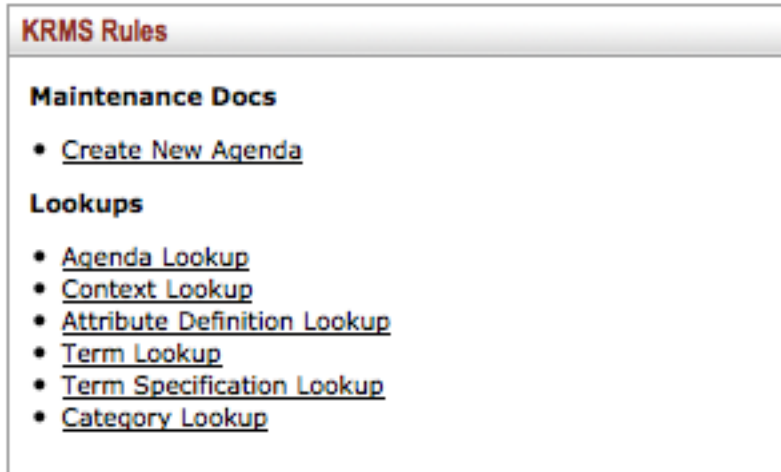 KRMS Rules
Maintenance Docs
• Create New Agenda
Lookups
• Agenda Lookup
• Context Lookup
• Attribute Definition Lookup
• Term Lookup
• Term Specification Lookup
• Category Lookup